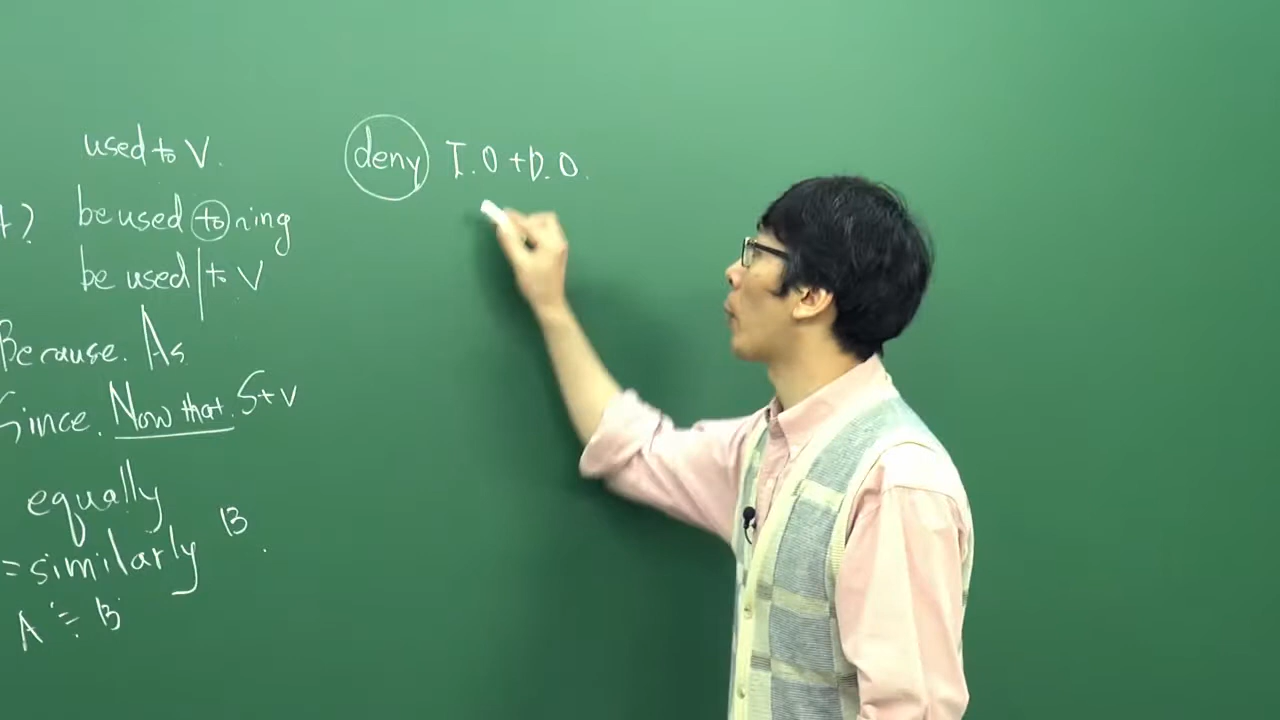 used to V.
be used to ~ing
be used | to V
Because. As
Since. Now that. S+V
equally
= similarly B.
A ≒ B
deny I.O + D.O.